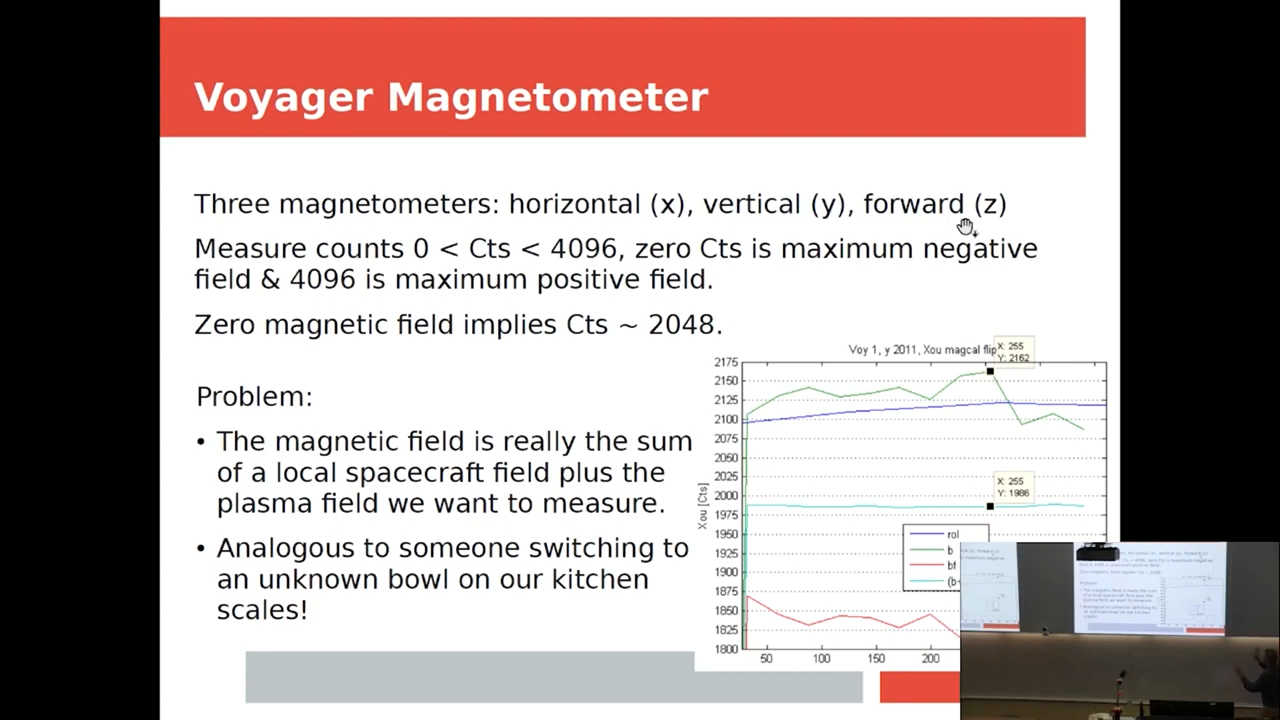 Voyager Magnetometer
Three magnetometers: horizontal (x), vertical (y), forward (z)
Measure counts 0 < Cts < 4096, zero Cts is maximum negative
field & 4096 is maximum positive field.
Zero magnetic field implies Cts ~ 2048.
Problem:
• The magnetic field is really the sum
of a local spacecraft field plus the
plasma field we want to measure.
• Analogous to someone switching to
an unknown bowl on our kitchen
scales!
Voy 1, y 2011, Xou magcal flip
X: 255
Y: 2162
2175
2150
2125
2100
2075
2050
2025
2000
1975
1950
1925
1900
1875
1850
1825
1800
Xou [Cts]
X: 255
Y: 1986
rol
b
bf
(b
50
100
150
200